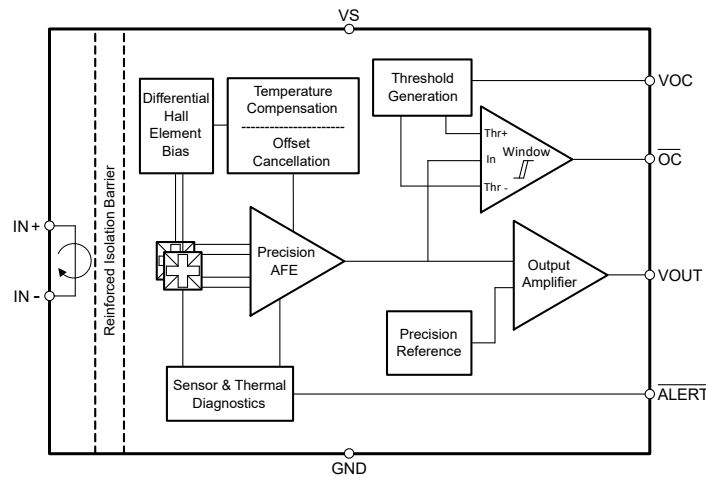 VS
Differential
Hall
Element
Bias
Temperature
Compensation
Offset
Cancellation
Threshold
Generation
VOC
Thr+
In
Window
Thr -
OC
IN +
IN -
Reinforced Isolation Barrier
Precision
AFE
Output
Amplifier
VOUT
Precision
Reference
Sensor & Thermal
Diagnostics
ALERT
GND